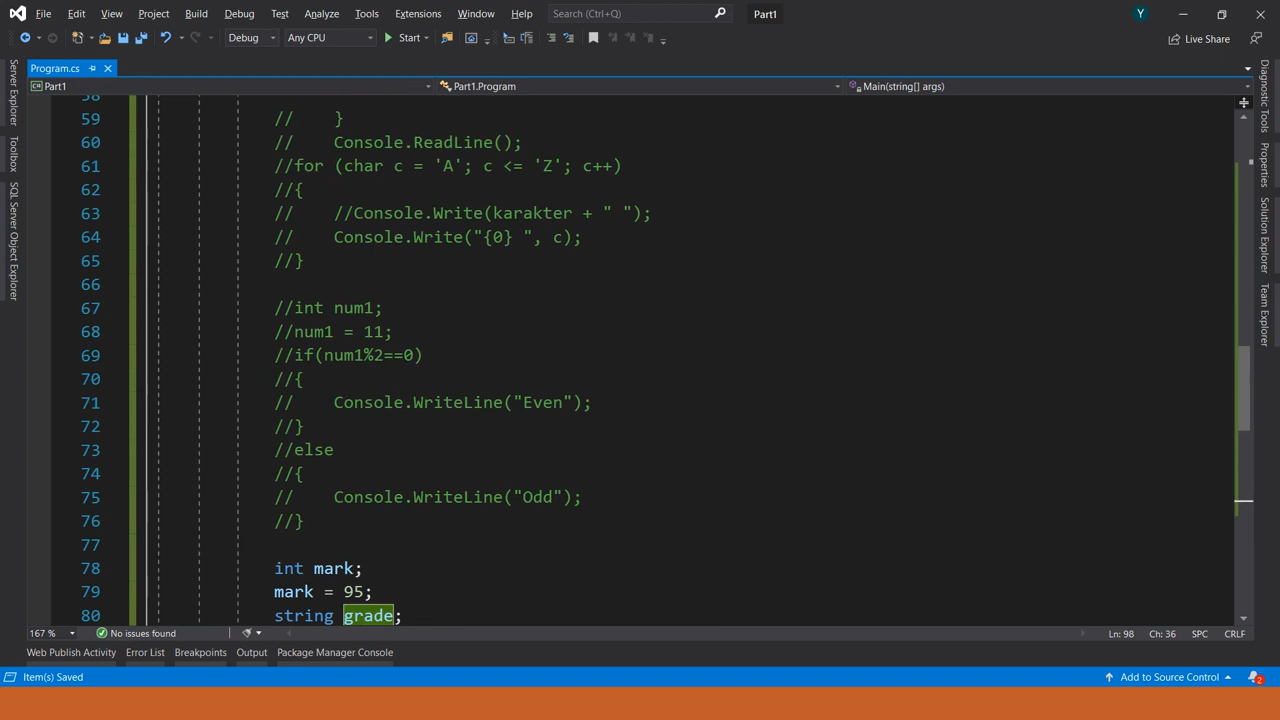 File Edit View Project Build Debug Test Analyze Tools Extensions Window Help Search (Ctrl+Q) Part1 Y
Debug Any CPU Start Live Share
Program.cs
Part1 Part1.Program Main(string[] args)
Server Explorer
Toolbox
SQL Server Object Explorer
58
59 // }
60 // Console.ReadLine();
61 //for (char c = 'A'; c <= 'Z'; c++)
62 //{
63 // //Console.Write(karakter + " ");
64 // Console.Write("{0} ", c);
65 //}
66
67 //int num1;
68 //num1 = 11;
69 //if(num1%2==0)
70 //{
71 // Console.WriteLine("Even");
72 //}
73 //else
74 //{
75 // Console.WriteLine("Odd");
76 //}
77
78 int mark;
79 mark = 95;
80 string grade;
Diagnostic Tools
Properties
Solution Explorer
Team Explorer
167 % No issues found Ln: 98 Ch: 36 SPC CRLF
Web Publish Activity Error List Breakpoints Output Package Manager Console
Item(s) Saved Add to Source Control 2